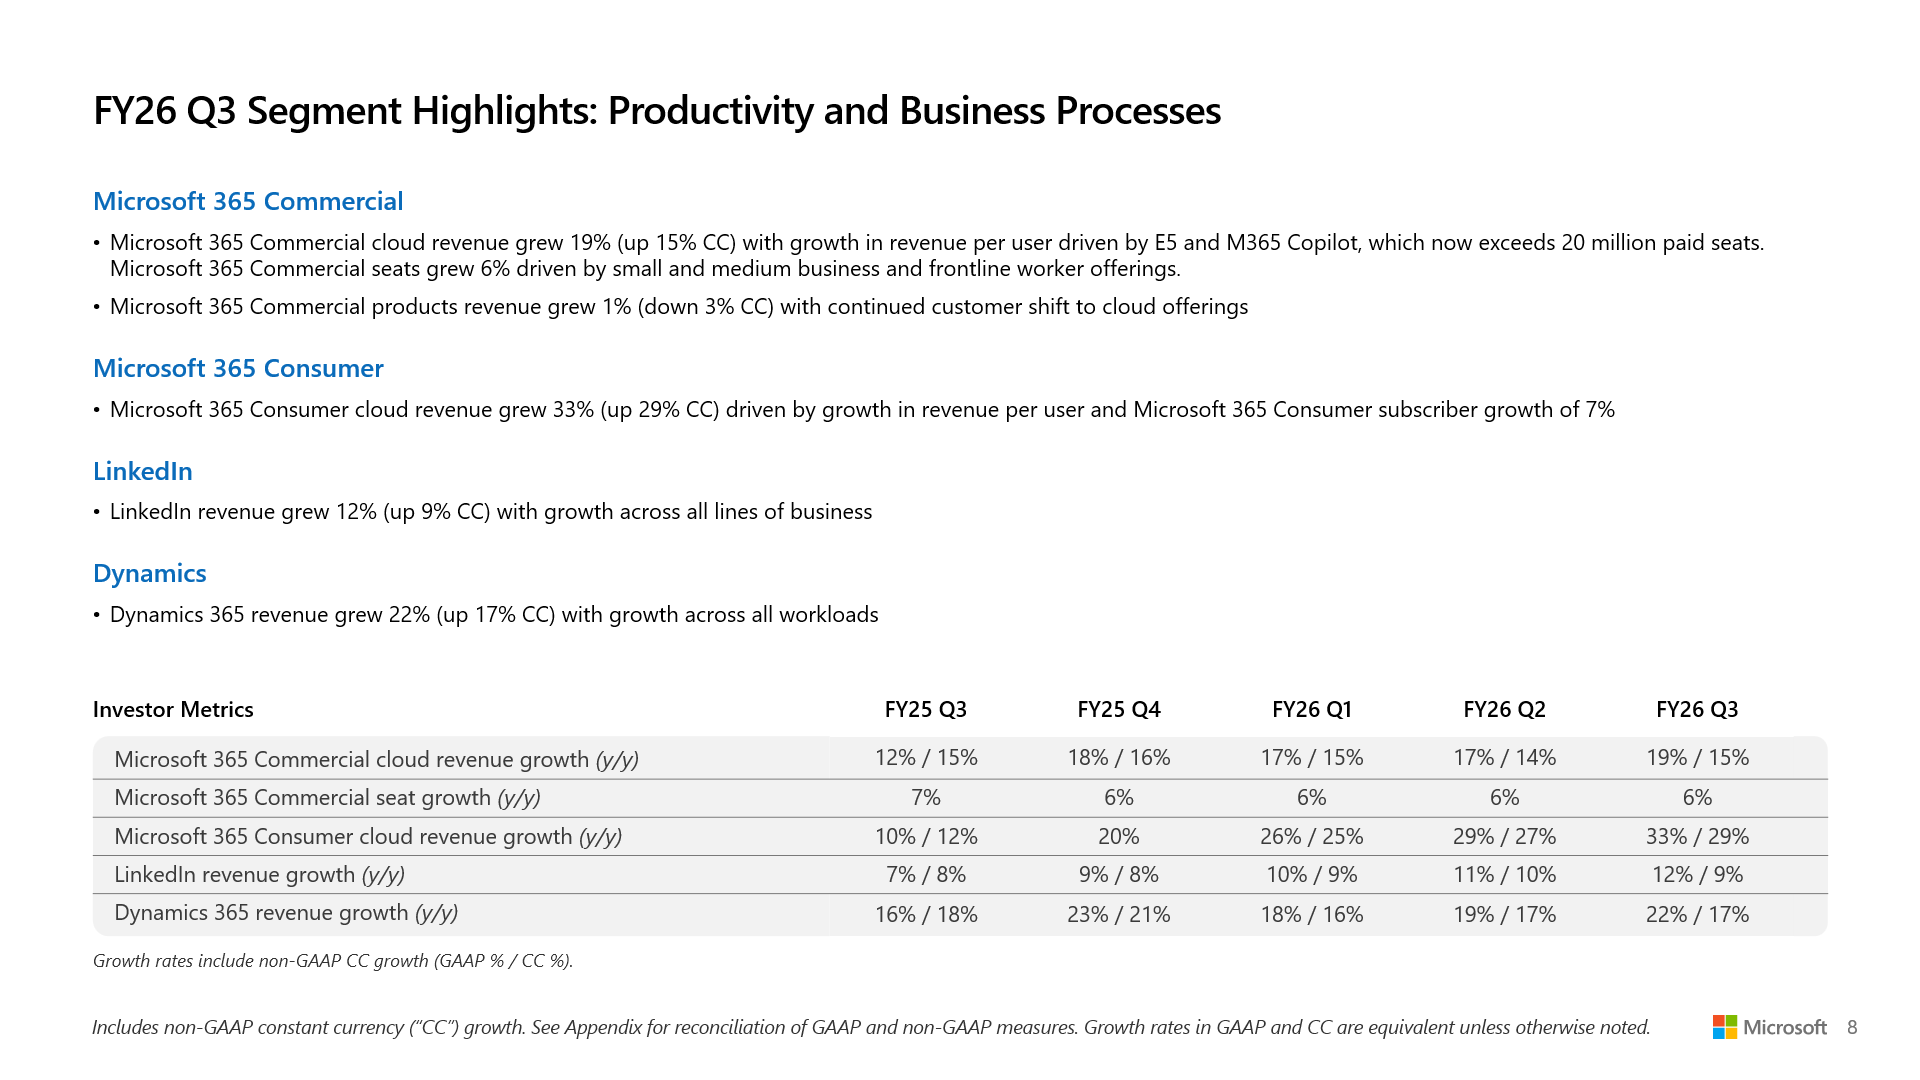 FY26 Q3 Segment Highlights: Productivity and Business Processes
Microsoft 365 Commercial
• Microsoft 365 Commercial cloud revenue grew 19% (up 15% CC) with growth in revenue per user driven by E5 and M365 Copilot, which now exceeds 20 million paid seats.
Microsoft 365 Commercial seats grew 6% driven by small and medium business and frontline worker offerings.
• Microsoft 365 Commercial products revenue grew 1% (down 3% CC) with continued customer shift to cloud offerings
Microsoft 365 Consumer
• Microsoft 365 Consumer cloud revenue grew 33% (up 29% CC) driven by growth in revenue per user and Microsoft 365 Consumer subscriber growth of 7%
LinkedIn
• LinkedIn revenue grew 12% (up 9% CC) with growth across all lines of business
Dynamics
• Dynamics 365 revenue grew 22% (up 17% CC) with growth across all workloads
Investor Metrics FY25 Q3 FY25 Q4 FY26 Q1 FY26 Q2 FY26 Q3
Microsoft 365 Commercial cloud revenue growth (y/y) 12% / 15% 18% / 16% 17% / 15% 17% / 14% 19% / 15%
Microsoft 365 Commercial seat growth (y/y) 7% 6% 6% 6% 6%
Microsoft 365 Consumer cloud revenue growth (y/y) 10% / 12% 20% 26% / 25% 29% / 27% 33% / 29%
LinkedIn revenue growth (y/y) 7% / 8% 9% / 8% 10% / 9% 11% / 10% 12% / 9%
Dynamics 365 revenue growth (y/y) 16% / 18% 23% / 21% 18% / 16% 19% / 17% 22% / 17%
Growth rates include non-GAAP CC growth (GAAP % / CC %).
Includes non-GAAP constant currency (“CC”) growth. See Appendix for reconciliation of GAAP and non-GAAP measures. Growth rates in GAAP and CC are equivalent unless otherwise noted.
Microsoft 8